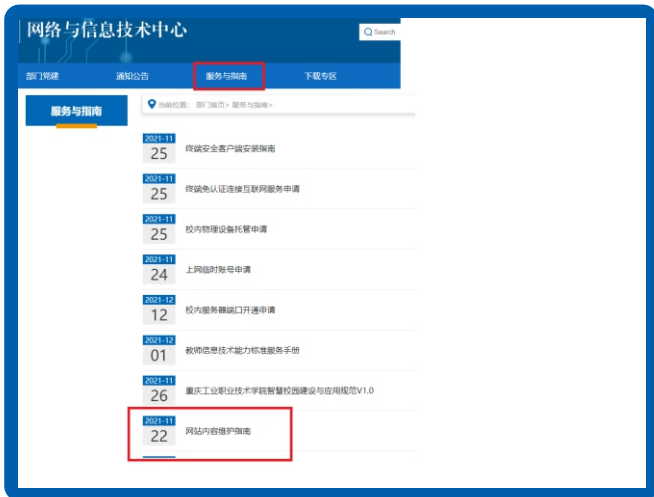 网络与信息技术中心
Search
部门党建 通知公告 服务与指南 下载专区
服务与指南
当前位置: 部门首页> 服务与指南>
2021-11
25
终端安全客户端安装指南
2021-11
25
终端免认证连接互联网服务申请
2021-11
25
校内物理设备托管申请
2021-11
24
上网临时账号申请
2021-12
12
校内服务器端口开通申请
2021-12
01
教师信息技术能力标准服务手册
2021-11
26
重庆工业职业技术学院智慧校园建设与应用规范V1.0
2021-11
22
网站内容维护指南